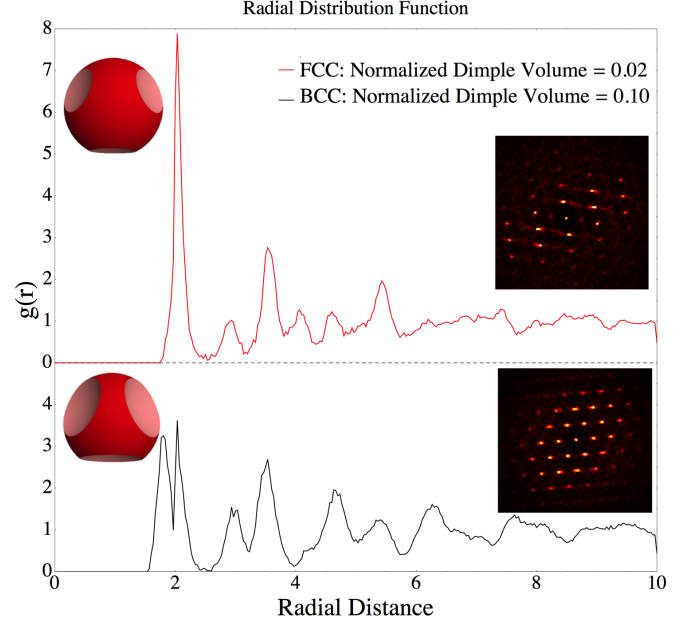 Radial Distribution Function
8
FCC: Normalized Dimple Volume = 0.02
BCC: Normalized Dimple Volume = 0.10
7
6
5
4
3
2
1
0
g(r)
4
3
2
1
0
0 2 4 6 8 10
Radial Distance